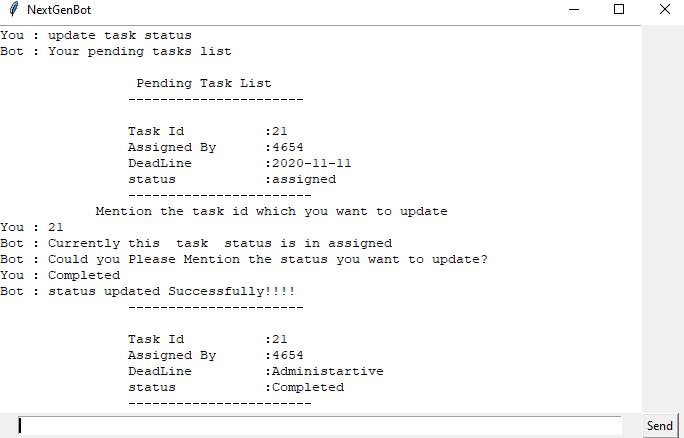 NextGenBot
You : update task status
Bot : Your pending tasks list
Pending Task List
----------------------
Task Id :21
Assigned By :4654
DeadLine :2020-11-11
status :assigned
-----------------------
Mention the task id which you want to update
You : 21
Bot : Currently this  task  status is in assigned
Bot : Could you Please Mention the status you want to update?
You : Completed
Bot : status updated Successfully!!!!
----------------------
Task Id :21
Assigned By :4654
DeadLine :Administartive
status :Completed
-----------------------
Send